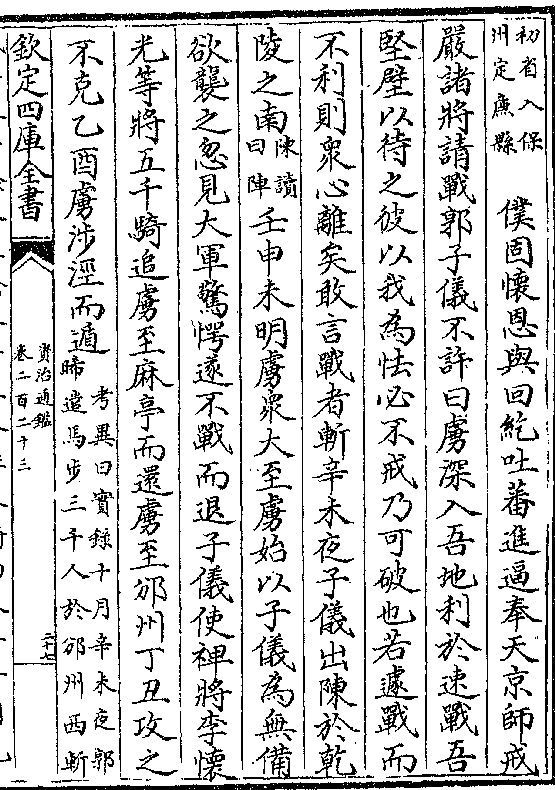 初省入保
州定廉縣
僕固懷恩與回紇吐蕃進逼奉天京師戒
嚴諸將請戰郭子儀不許曰虜深入吾地利於速戰吾
堅壁以待之彼以我為怯必不戒乃可破也若遽戰而
不利則衆心離矣敢言戰者斬辛未夜子儀出陳於乾
陵之南陳讀
曰陣壬申未明虜衆大至虜始以子儀為無備
欲襲之忽見大軍驚愕遂不戰而退子儀使裨將李懷
光等將五千騎追虜至麻亭而還虜至邠州丁丑攻之
不克乙酉虜涉涇而遁考異曰實録十月辛未夜郭
晞遣馬步三千人於邠州西斬
欽定四庫全書
資治通鑑
卷二百二十三
二十七